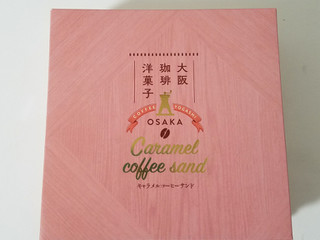 大阪
珈琲
洋菓子
OSAKA
Caramel
coffee sand
キャラメルコーヒーサンド